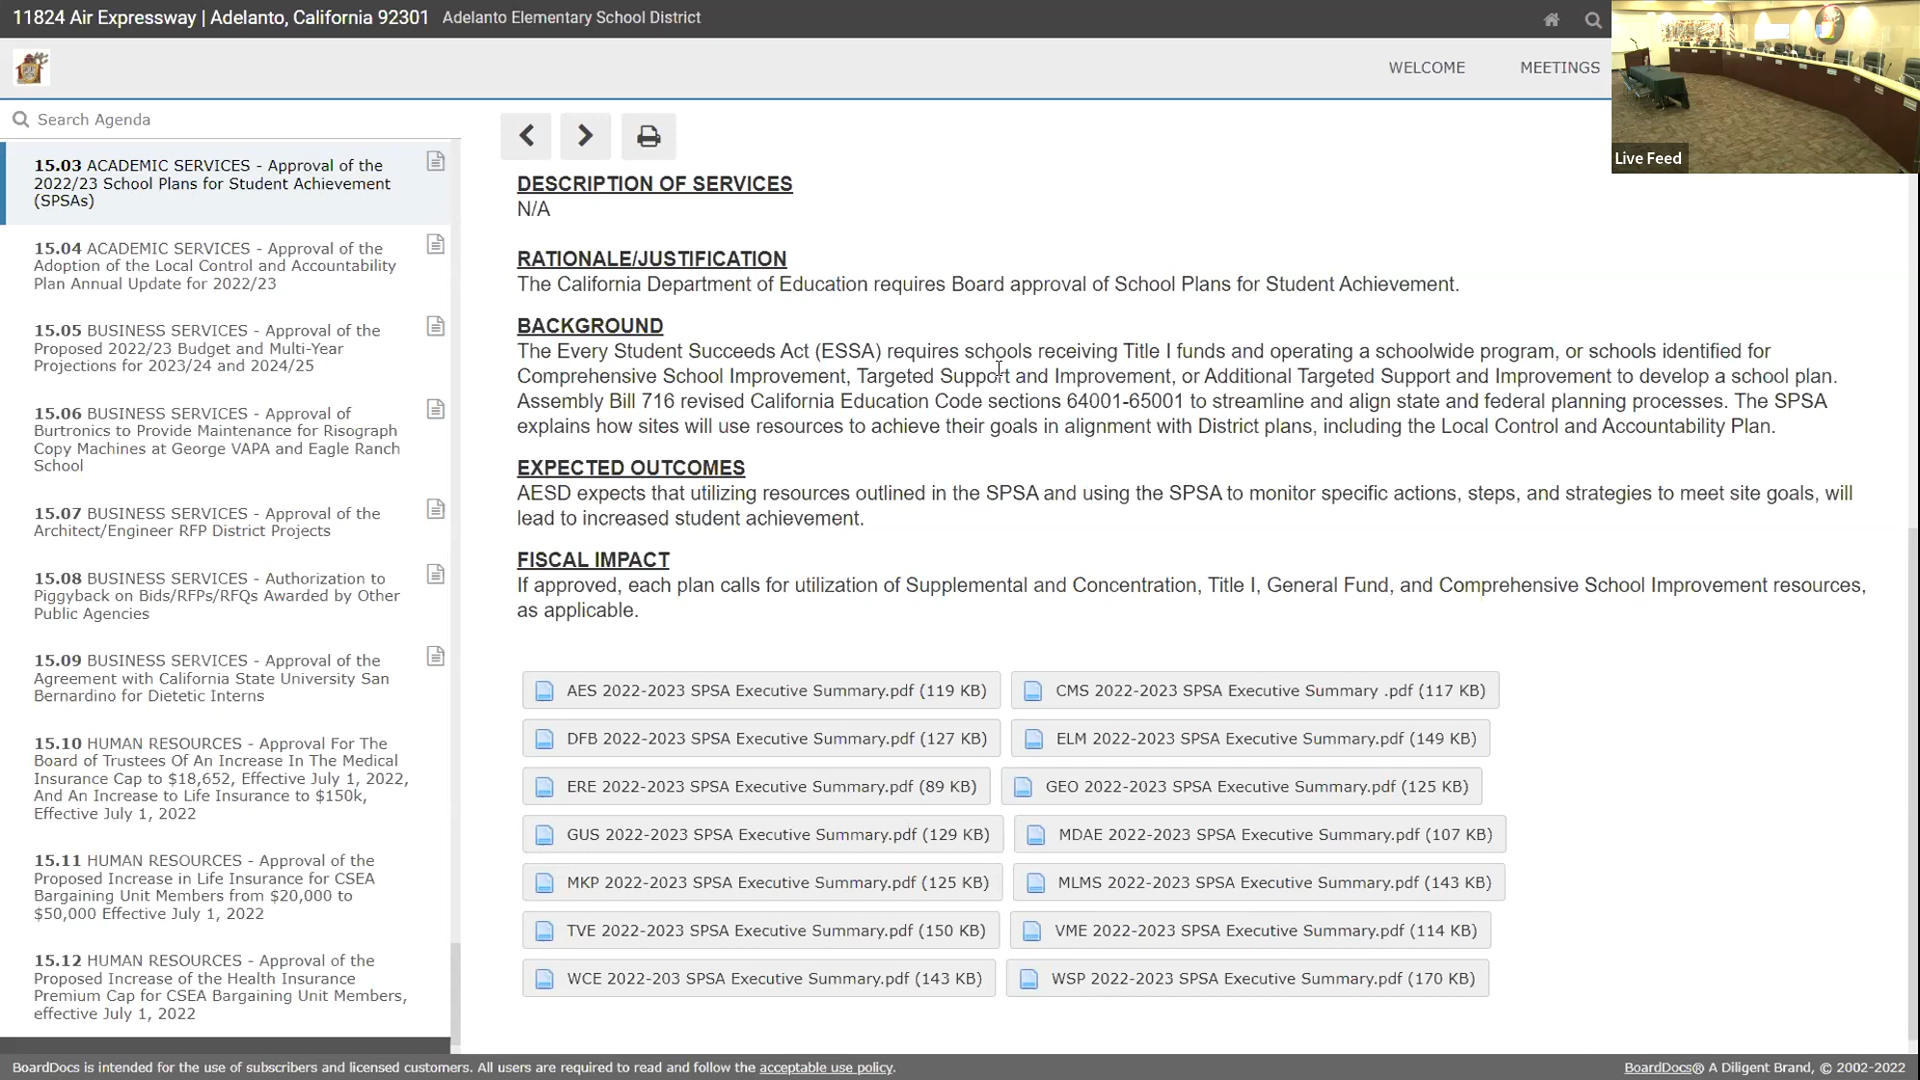 11824 Air Expressway | Adelanto, California 92301 Adelanto Elementary School District
WELCOME MEETINGS
Live Feed
Search Agenda
15.03 ACADEMIC SERVICES - Approval of the
2022/23 School Plans for Student Achievement
(SPSAs)
15.04 ACADEMIC SERVICES - Approval of the
Adoption of the Local Control and Accountability
Plan Annual Update for 2022/23
15.05 BUSINESS SERVICES - Approval of the
Proposed 2022/23 Budget and Multi-Year
Projections for 2023/24 and 2024/25
15.06 BUSINESS SERVICES - Approval of
Burtronics to Provide Maintenance for Risograph
Copy Machines at George VAPA and Eagle Ranch
School
15.07 BUSINESS SERVICES - Approval of the
Architect/Engineer RFP District Projects
15.08 BUSINESS SERVICES - Authorization to
Piggyback on Bids/RFPs/RFQs Awarded by Other
Public Agencies
15.09 BUSINESS SERVICES - Approval of the
Agreement with California State University San
Bernardino for Dietetic Interns
15.10 HUMAN RESOURCES - Approval For The
Board of Trustees Of An Increase In The Medical
Insurance Cap to $18,652, Effective July 1, 2022,
And An Increase to Life Insurance to $150k,
Effective July 1, 2022
15.11 HUMAN RESOURCES - Approval of the
Proposed Increase in Life Insurance for CSEA
Bargaining Unit Members from $20,000 to
$50,000 Effective July 1, 2022
15.12 HUMAN RESOURCES - Approval of the
Proposed Increase of the Health Insurance
Premium Cap for CSEA Bargaining Unit Members,
effective July 1, 2022
DESCRIPTION OF SERVICES
N/A
RATIONALE/JUSTIFICATION
The California Department of Education requires Board approval of School Plans for Student Achievement.
BACKGROUND
The Every Student Succeeds Act (ESSA) requires schools receiving Title I funds and operating a schoolwide program, or schools identified for
Comprehensive School Improvement, Targeted Support and Improvement, or Additional Targeted Support and Improvement to develop a school plan.
Assembly Bill 716 revised California Education Code sections 64001-65001 to streamline and align state and federal planning processes. The SPSA
explains how sites will use resources to achieve their goals in alignment with District plans, including the Local Control and Accountability Plan.
EXPECTED OUTCOMES
AESD expects that utilizing resources outlined in the SPSA and using the SPSA to monitor specific actions, steps, and strategies to meet site goals, will
lead to increased student achievement.
FISCAL IMPACT
If approved, each plan calls for utilization of Supplemental and Concentration, Title I, General Fund, and Comprehensive School Improvement resources,
as applicable.
AES 2022-2023 SPSA Executive Summary.pdf (119 KB) CMS 2022-2023 SPSA Executive Summary .pdf (117 KB)
DFB 2022-2023 SPSA Executive Summary.pdf (127 KB) ELM 2022-2023 SPSA Executive Summary.pdf (149 KB)
ERE 2022-2023 SPSA Executive Summary.pdf (89 KB) GEO 2022-2023 SPSA Executive Summary.pdf (125 KB)
GUS 2022-2023 SPSA Executive Summary.pdf (129 KB) MDAE 2022-2023 SPSA Executive Summary.pdf (107 KB)
MKP 2022-2023 SPSA Executive Summary.pdf (125 KB) MLMS 2022-2023 SPSA Executive Summary.pdf (143 KB)
TVE 2022-2023 SPSA Executive Summary.pdf (150 KB) VME 2022-2023 SPSA Executive Summary.pdf (114 KB)
WCE 2022-203 SPSA Executive Summary.pdf (143 KB) WSP 2022-2023 SPSA Executive Summary.pdf (170 KB)
BoardDocs is intended for the use of subscribers and licensed customers. All users are required to read and follow the acceptable use policy. BoardDocs® A Diligent Brand, © 2002-2022